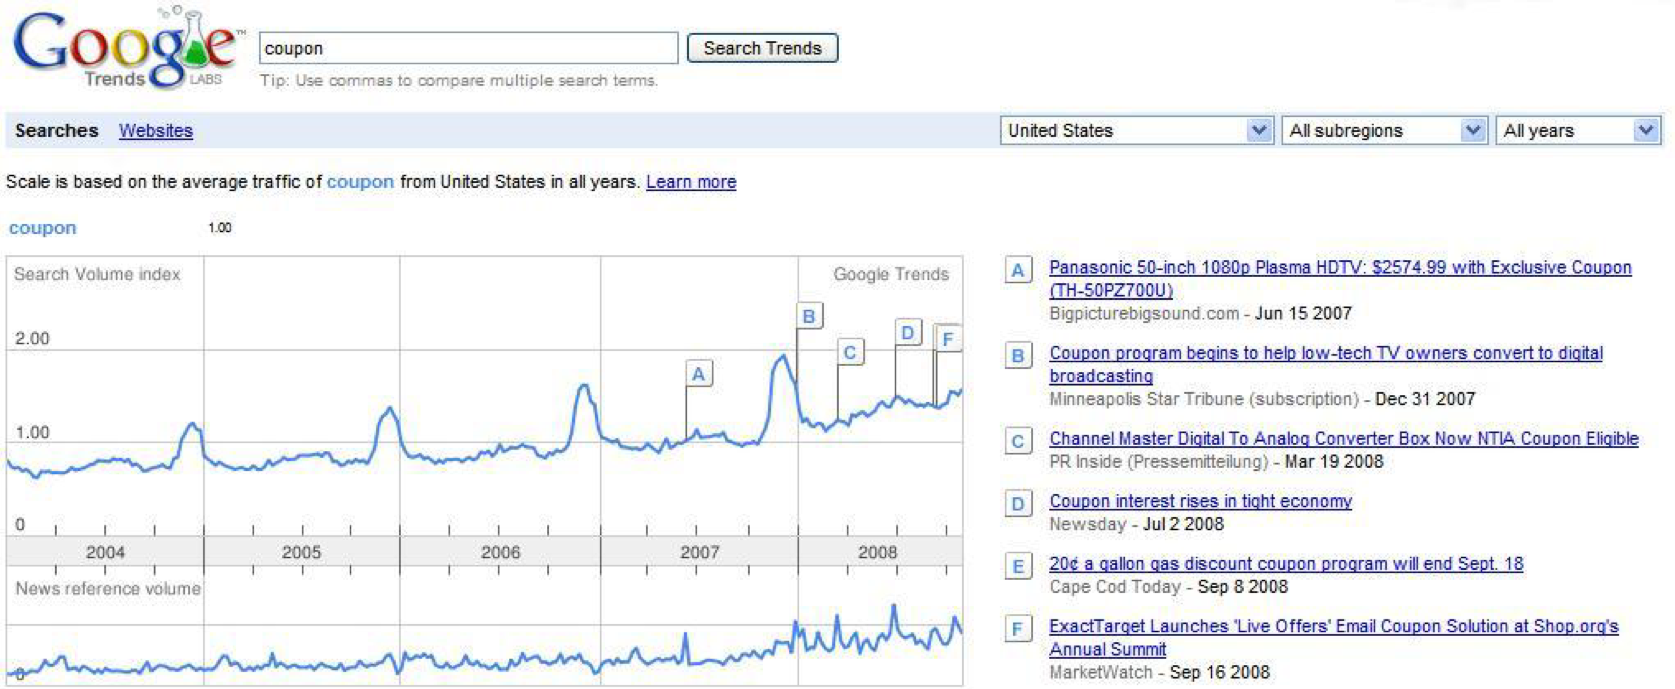 Google™
Trends LABS
coupon
Search Trends
Tip: Use commas to compare multiple search terms.
Searches Websites
United States
All subregions
All years
Scale is based on the average traffic of coupon from United States in all years. Learn more
coupon 1.00
Search Volume index
Google Trends
2.00
1.00
0
A
B
C
D
F
2004 2005 2006 2007 2008
News reference volume
0
A Panasonic 50-inch 1080p Plasma HDTV: $2574.99 with Exclusive Coupon
(TH-50PZ700U)
Bigpicturebigsound.com - Jun 15 2007
B Coupon program begins to help low-tech TV owners convert to digital
broadcasting
Minneapolis Star Tribune (subscription) - Dec 31 2007
C Channel Master Digital To Analog Converter Box Now NTIA Coupon Eligible
PR Inside (Pressemitteilung) - Mar 19 2008
D Coupon interest rises in tight economy
Newsday - Jul 2 2008
E 20¢ a gallon gas discount coupon program will end Sept. 18
Cape Cod Today - Sep 8 2008
F ExactTarget Launches 'Live Offers' Email Coupon Solution at Shop.org's
Annual Summit
MarketWatch - Sep 16 2008